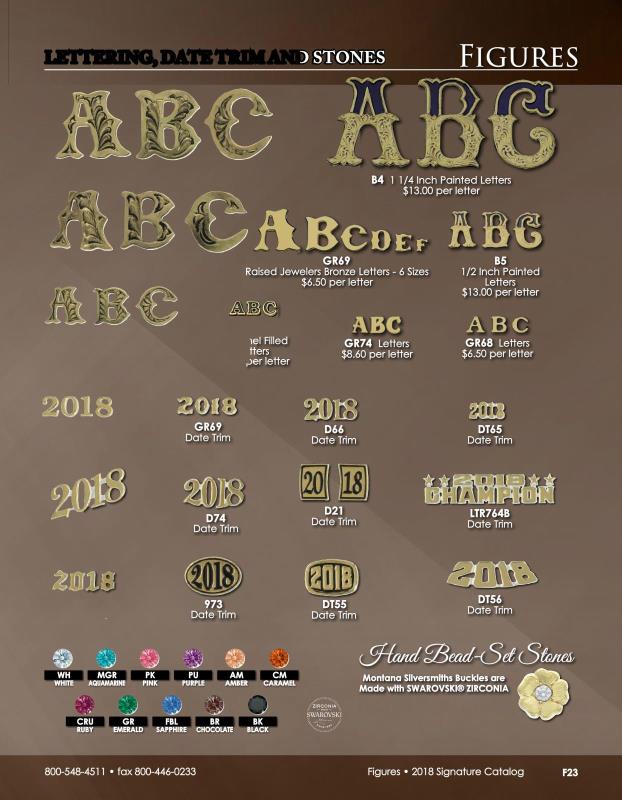 LETTERING, DATE TRIM AND STONES
FIGURES
ABC
ABC
B4 1 1/4 Inch Painted Letters
$13.00 per letter
ABC
ABCDEF
GR69
Raised Jewelers Bronze Letters - 6 Sizes
$6.50 per letter
ABC
B5
1/2 Inch Painted
Letters
$13.00 per letter
ABC
ABC
nel Filled
tters
per letter
ABC
GR74 Letters
$8.60 per letter
ABC
GR68 Letters
$6.50 per letter
2018
2018
GR69
Date Trim
2018
D66
Date Trim
2018
DT65
Date Trim
2018
2018
D74
Date Trim
20 18
D21
Date Trim
2018
CHAMPION
LTR764B
Date Trim
2018
2018
973
Date Trim
2018
DT55
Date Trim
2018
DT56
Date Trim
WH
WHITE
MGR
AQUAMARINE
PK
PINK
PU
PURPLE
AM
AMBER
CM
CARAMEL
CRU
RUBY
GR
EMERALD
FBL
SAPPHIRE
BR
CHOCOLATE
BK
BLACK
ZIRCONIA
SWAROVSKI
Hand Bead-Set Stones
Montana Silversmiths Buckles are
Made with SWAROVSKI® ZIRCONIA
800-548-4511 • fax 800-446-0233
Figures • 2018 Signature Catalog
F23